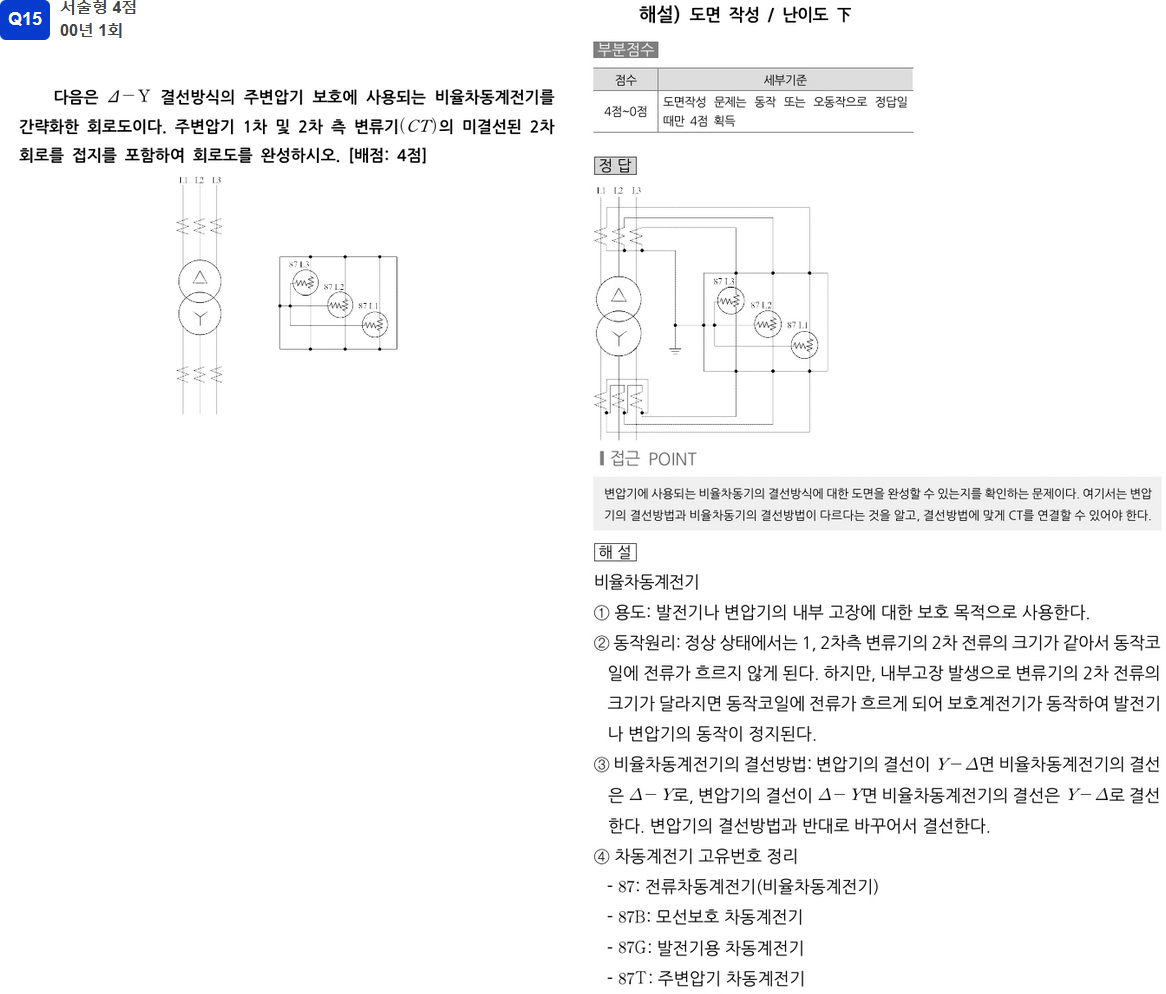 Q15
서술형 4점
00년 1회
다음은 Δ－Y 결선방식의 주변압기 보호에 사용되는 비율차동계전기를
간략화한 회로도이다. 주변압기 1차 및 2차 측 변류기(CT)의 미결선된 2차
회로를 접지를 포함하여 회로도를 완성하시오. [배점: 4점]
L1 L2 L3
87 L3
87 L2
87 L1
△
Y
해설) 도면 작성 / 난이도 下
부분점수
점수 세부기준
4점~0점 도면작성 문제는 동작 또는 오동작으로 정답일
때만 4점 획득
정 답
L1 L2 L3
87 L3
87 L2
87 L1
△
Y
접근 POINT
변압기에 사용되는 비율차동기의 결선방식에 대한 도면을 완성할 수 있는지를 확인하는 문제이다. 여기서는 변압
기의 결선방법과 비율차동기의 결선방법이 다르다는 것을 알고, 결선방법에 맞게 CT를 연결할 수 있어야 한다.
해 설
비율차동계전기
① 용도: 발전기나 변압기의 내부 고장에 대한 보호 목적으로 사용한다.
② 동작원리: 정상 상태에서는 1, 2차측 변류기의 2차 전류의 크기가 같아서 동작코
일에 전류가 흐르지 않게 된다. 하지만, 내부고장 발생으로 변류기의 2차 전류의
크기가 달라지면 동작코일에 전류가 흐르게 되어 보호계전기가 동작하여 발전기
나 변압기의 동작이 정지된다.
③ 비율차동계전기의 결선방법: 변압기의 결선이 Y－Δ면 비율차동계전기의 결선
은 Δ－Y로, 변압기의 결선이 Δ－Y면 비율차동계전기의 결선은 Y－Δ로 결선
한다. 변압기의 결선방법과 반대로 바꾸어서 결선한다.
④ 차동계전기 고유번호 정리
- 87: 전류차동계전기(비율차동계전기)
- 87B: 모선보호 차동계전기
- 87G: 발전기용 차동계전기
- 87T: 주변압기 차동계전기